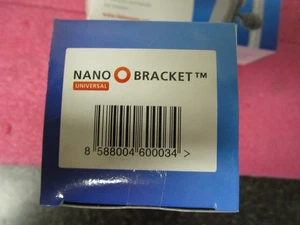 NANO BRACKET™
UNIVERSAL
8 588004 600034 >